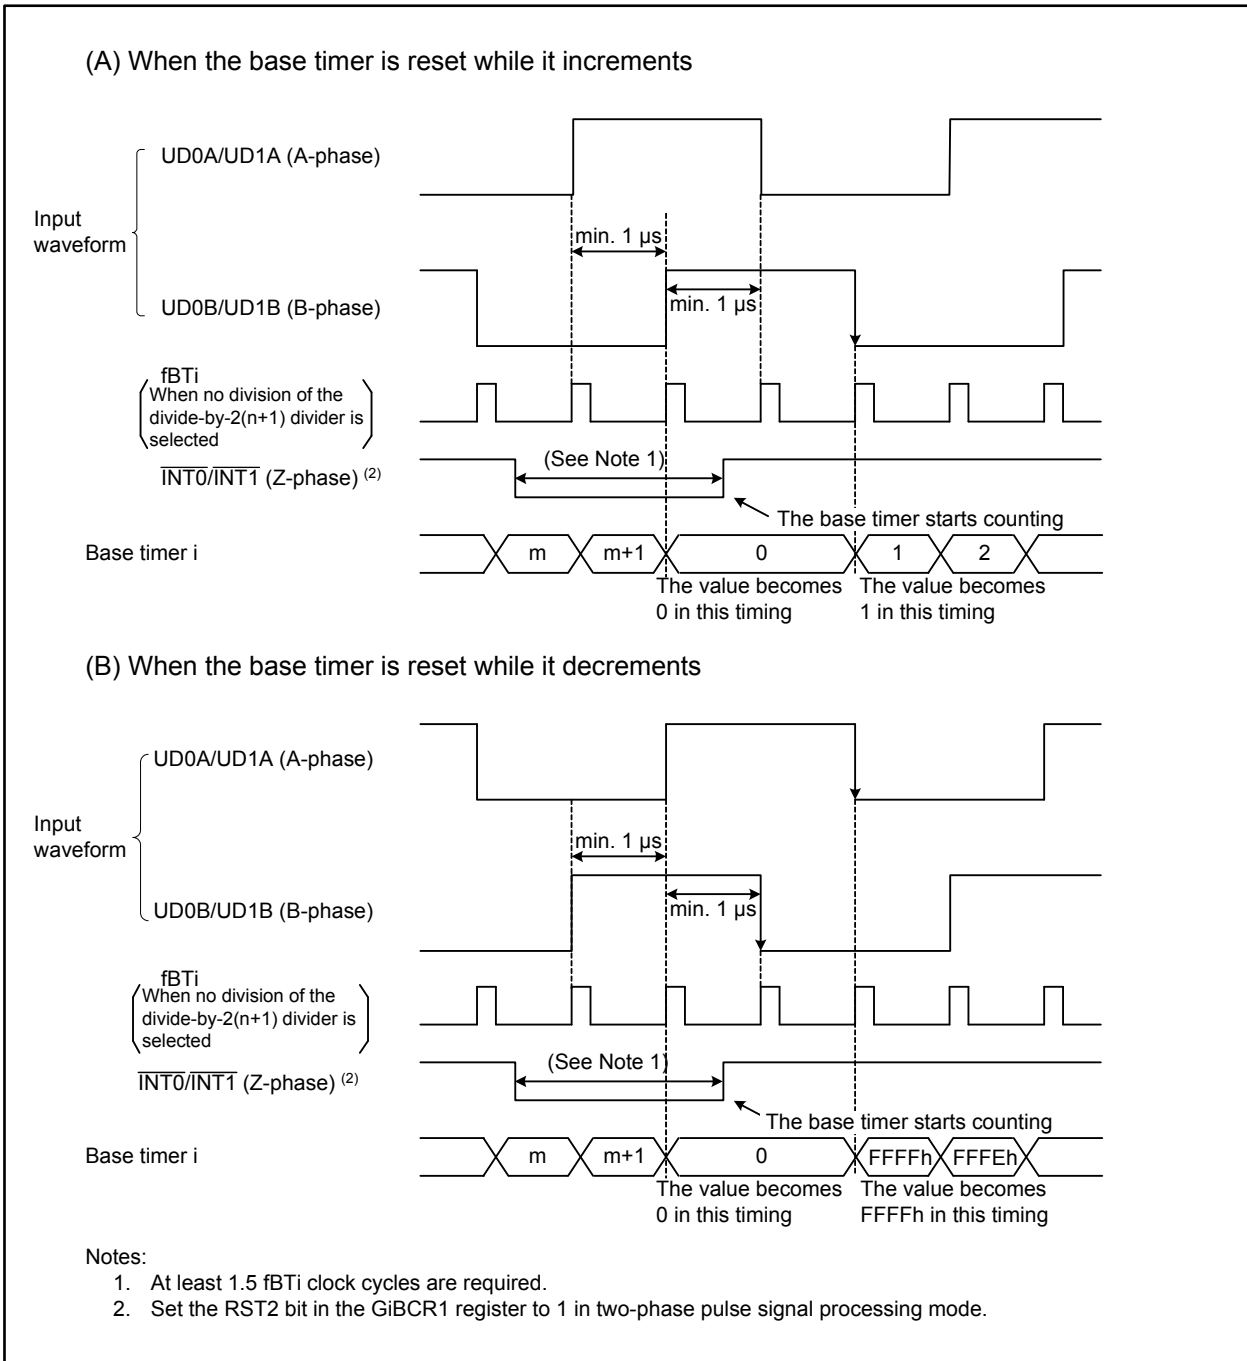 (A) When the base timer is reset while it increments
UD0A/UD1A (A-phase)
Input
waveform
min. 1 µs
UD0B/UD1B (B-phase)
min. 1 µs
fBTi
When no division of the
divide-by-2(n+1) divider is
selected
INT0/INT1 (Z-phase) (2)
(See Note 1)
The base timer starts counting
Base timer i
m
m+1
0
1
2
The value becomes
0 in this timing
The value becomes
1 in this timing
(B) When the base timer is reset while it decrements
UD0A/UD1A (A-phase)
Input
waveform
min. 1 µs
UD0B/UD1B (B-phase)
min. 1 µs
fBTi
When no division of the
divide-by-2(n+1) divider is
selected
INT0/INT1 (Z-phase) (2)
(See Note 1)
The base timer starts counting
Base timer i
m
m+1
0
FFFFh
FFFEh
The value becomes
0 in this timing
The value becomes
FFFFh in this timing
Notes:
1. At least 1.5 fBTi clock cycles are required.
2. Set the RST2 bit in the GiBCR1 register to 1 in two-phase pulse signal processing mode.